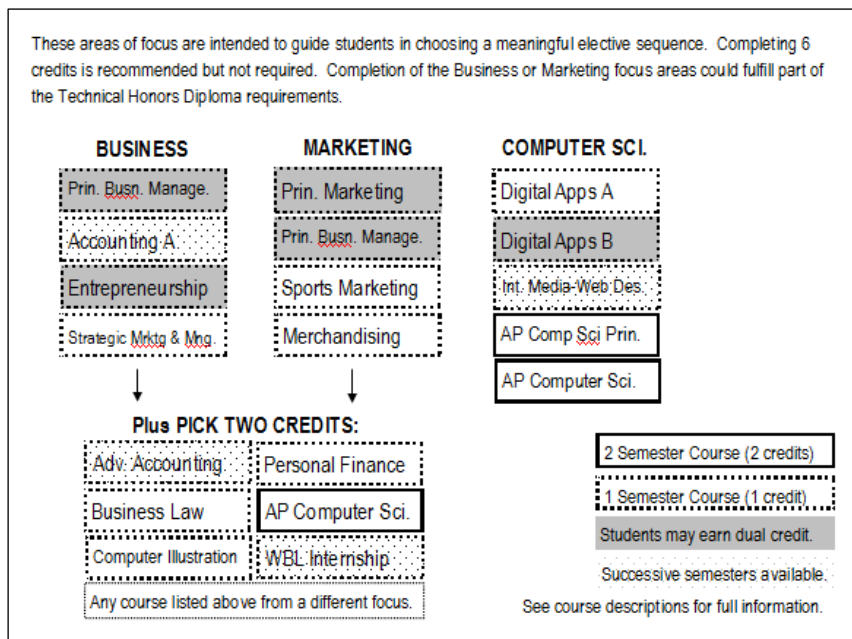 These areas of focus are intended to guide students in choosing a meaningful elective sequence. Completing 6
credits is recommended but not required. Completion of the Business or Marketing focus areas could fulfill part of
the Technical Honors Diploma requirements.
BUSINESS
Prin. Busn. Manage.
Accounting A
Entrepreneurship
Strategic Mrktg & Mng.
MARKETING
Prin. Marketing
Prin. Busn. Manage.
Sports Marketing
Merchandising
COMPUTER SCI.
Digital Apps A
Digital Apps B
Int. Media-Web Des.
AP Comp Sci Prin.
AP Computer Sci.
Plus PICK TWO CREDITS:
Adv. Accounting
Personal Finance
Business Law
AP Computer Sci.
Computer Illustration
WBL Internship
Any course listed above from a different focus.
2 Semester Course (2 credits)
1 Semester Course (1 credit)
Students may earn dual credit.
Successive semesters available.
See course descriptions for full information.